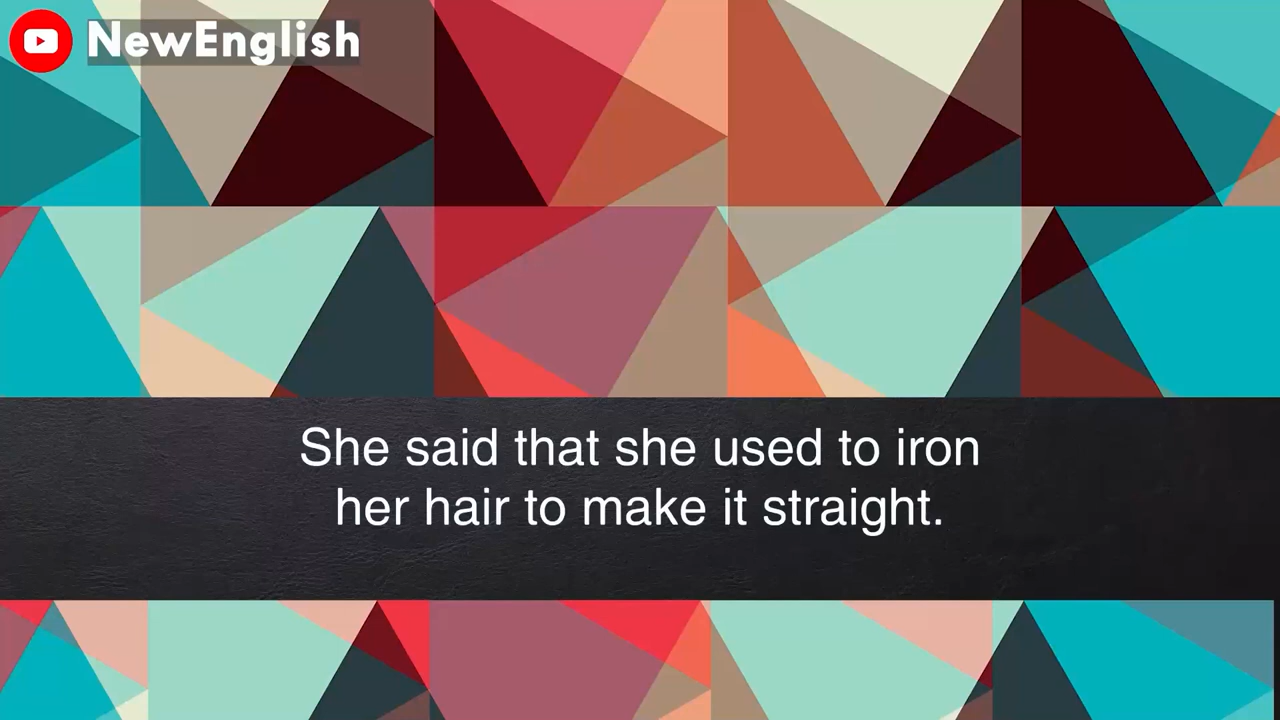 NewEnglish
She said that she used to iron
her hair to make it straight.